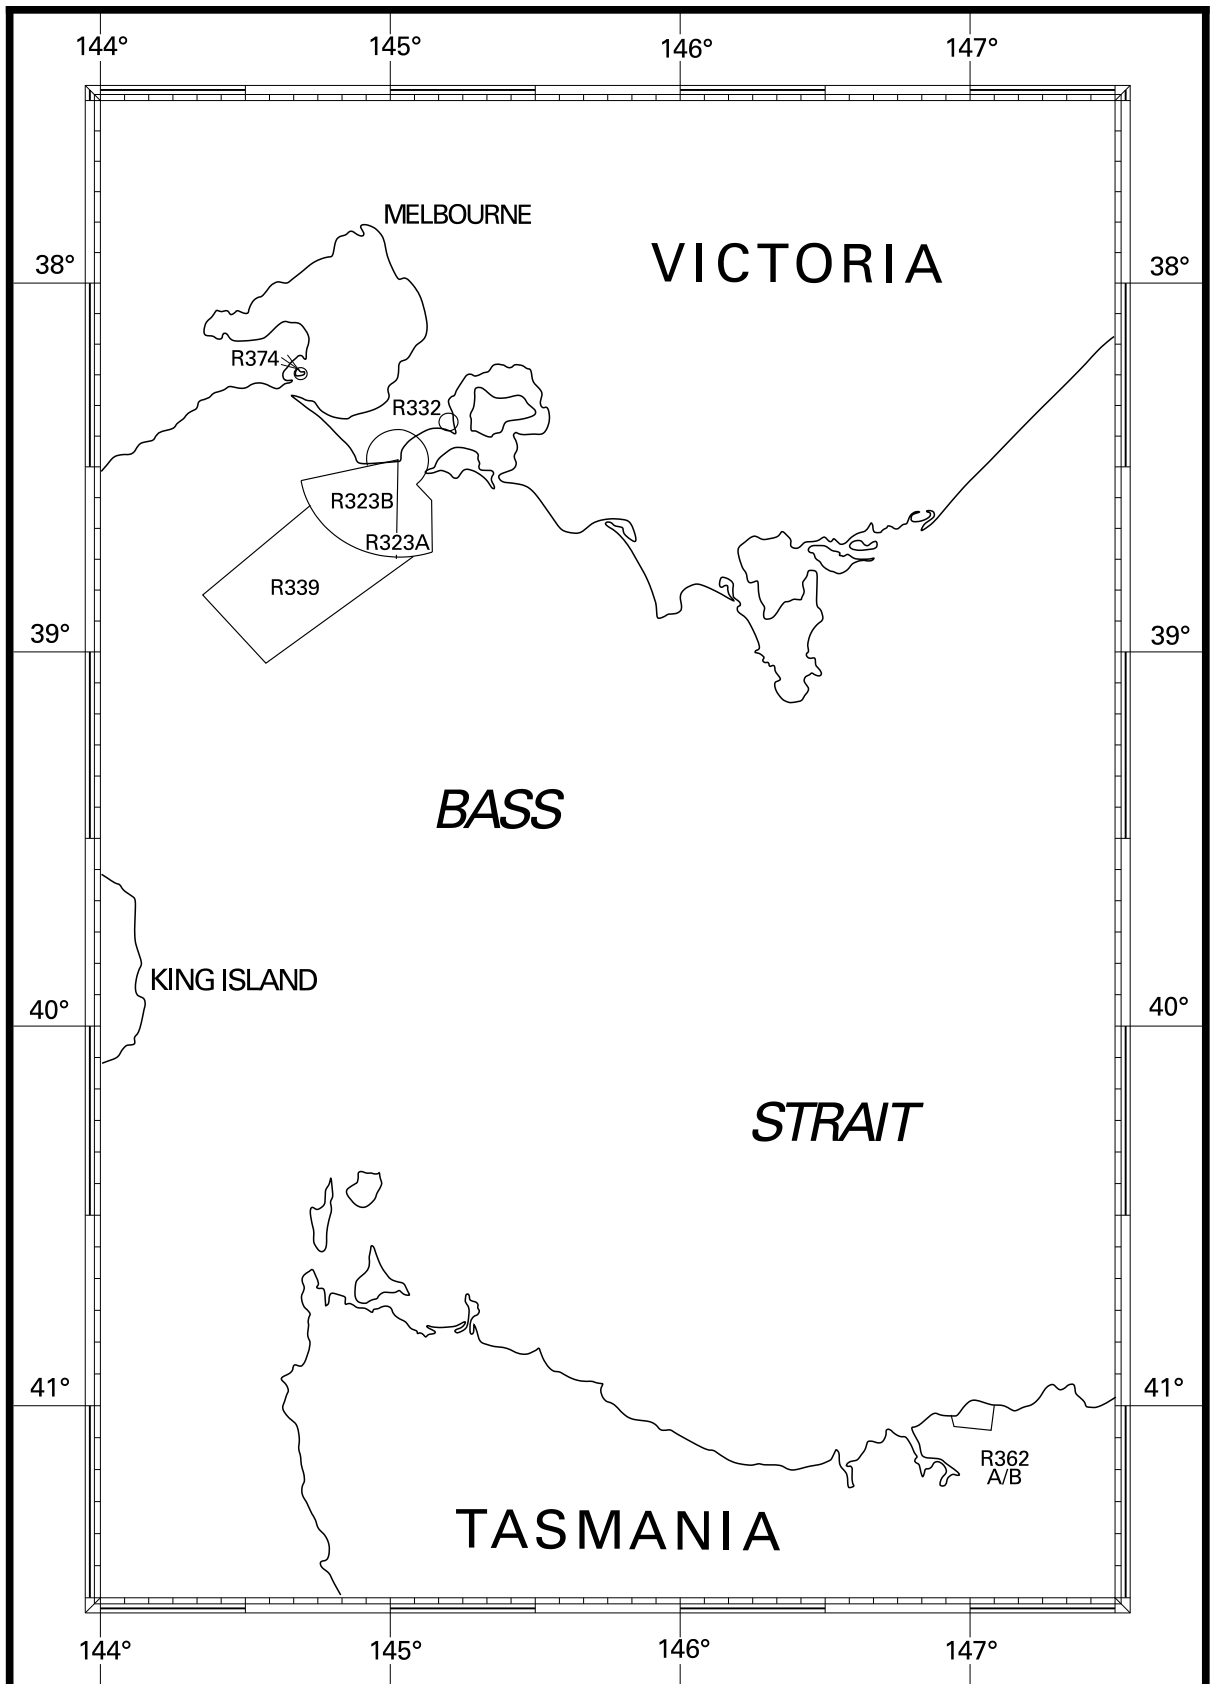 144° 145° 146° 147°
MELBOURNE
VICTORIA
38° 38°
R374
R332
R323B
R323A
R339
39° 39°
BASS
KING ISLAND
40° 40°
STRAIT
41° 41°
R362
A/B
TASMANIA
144° 145° 146° 147°